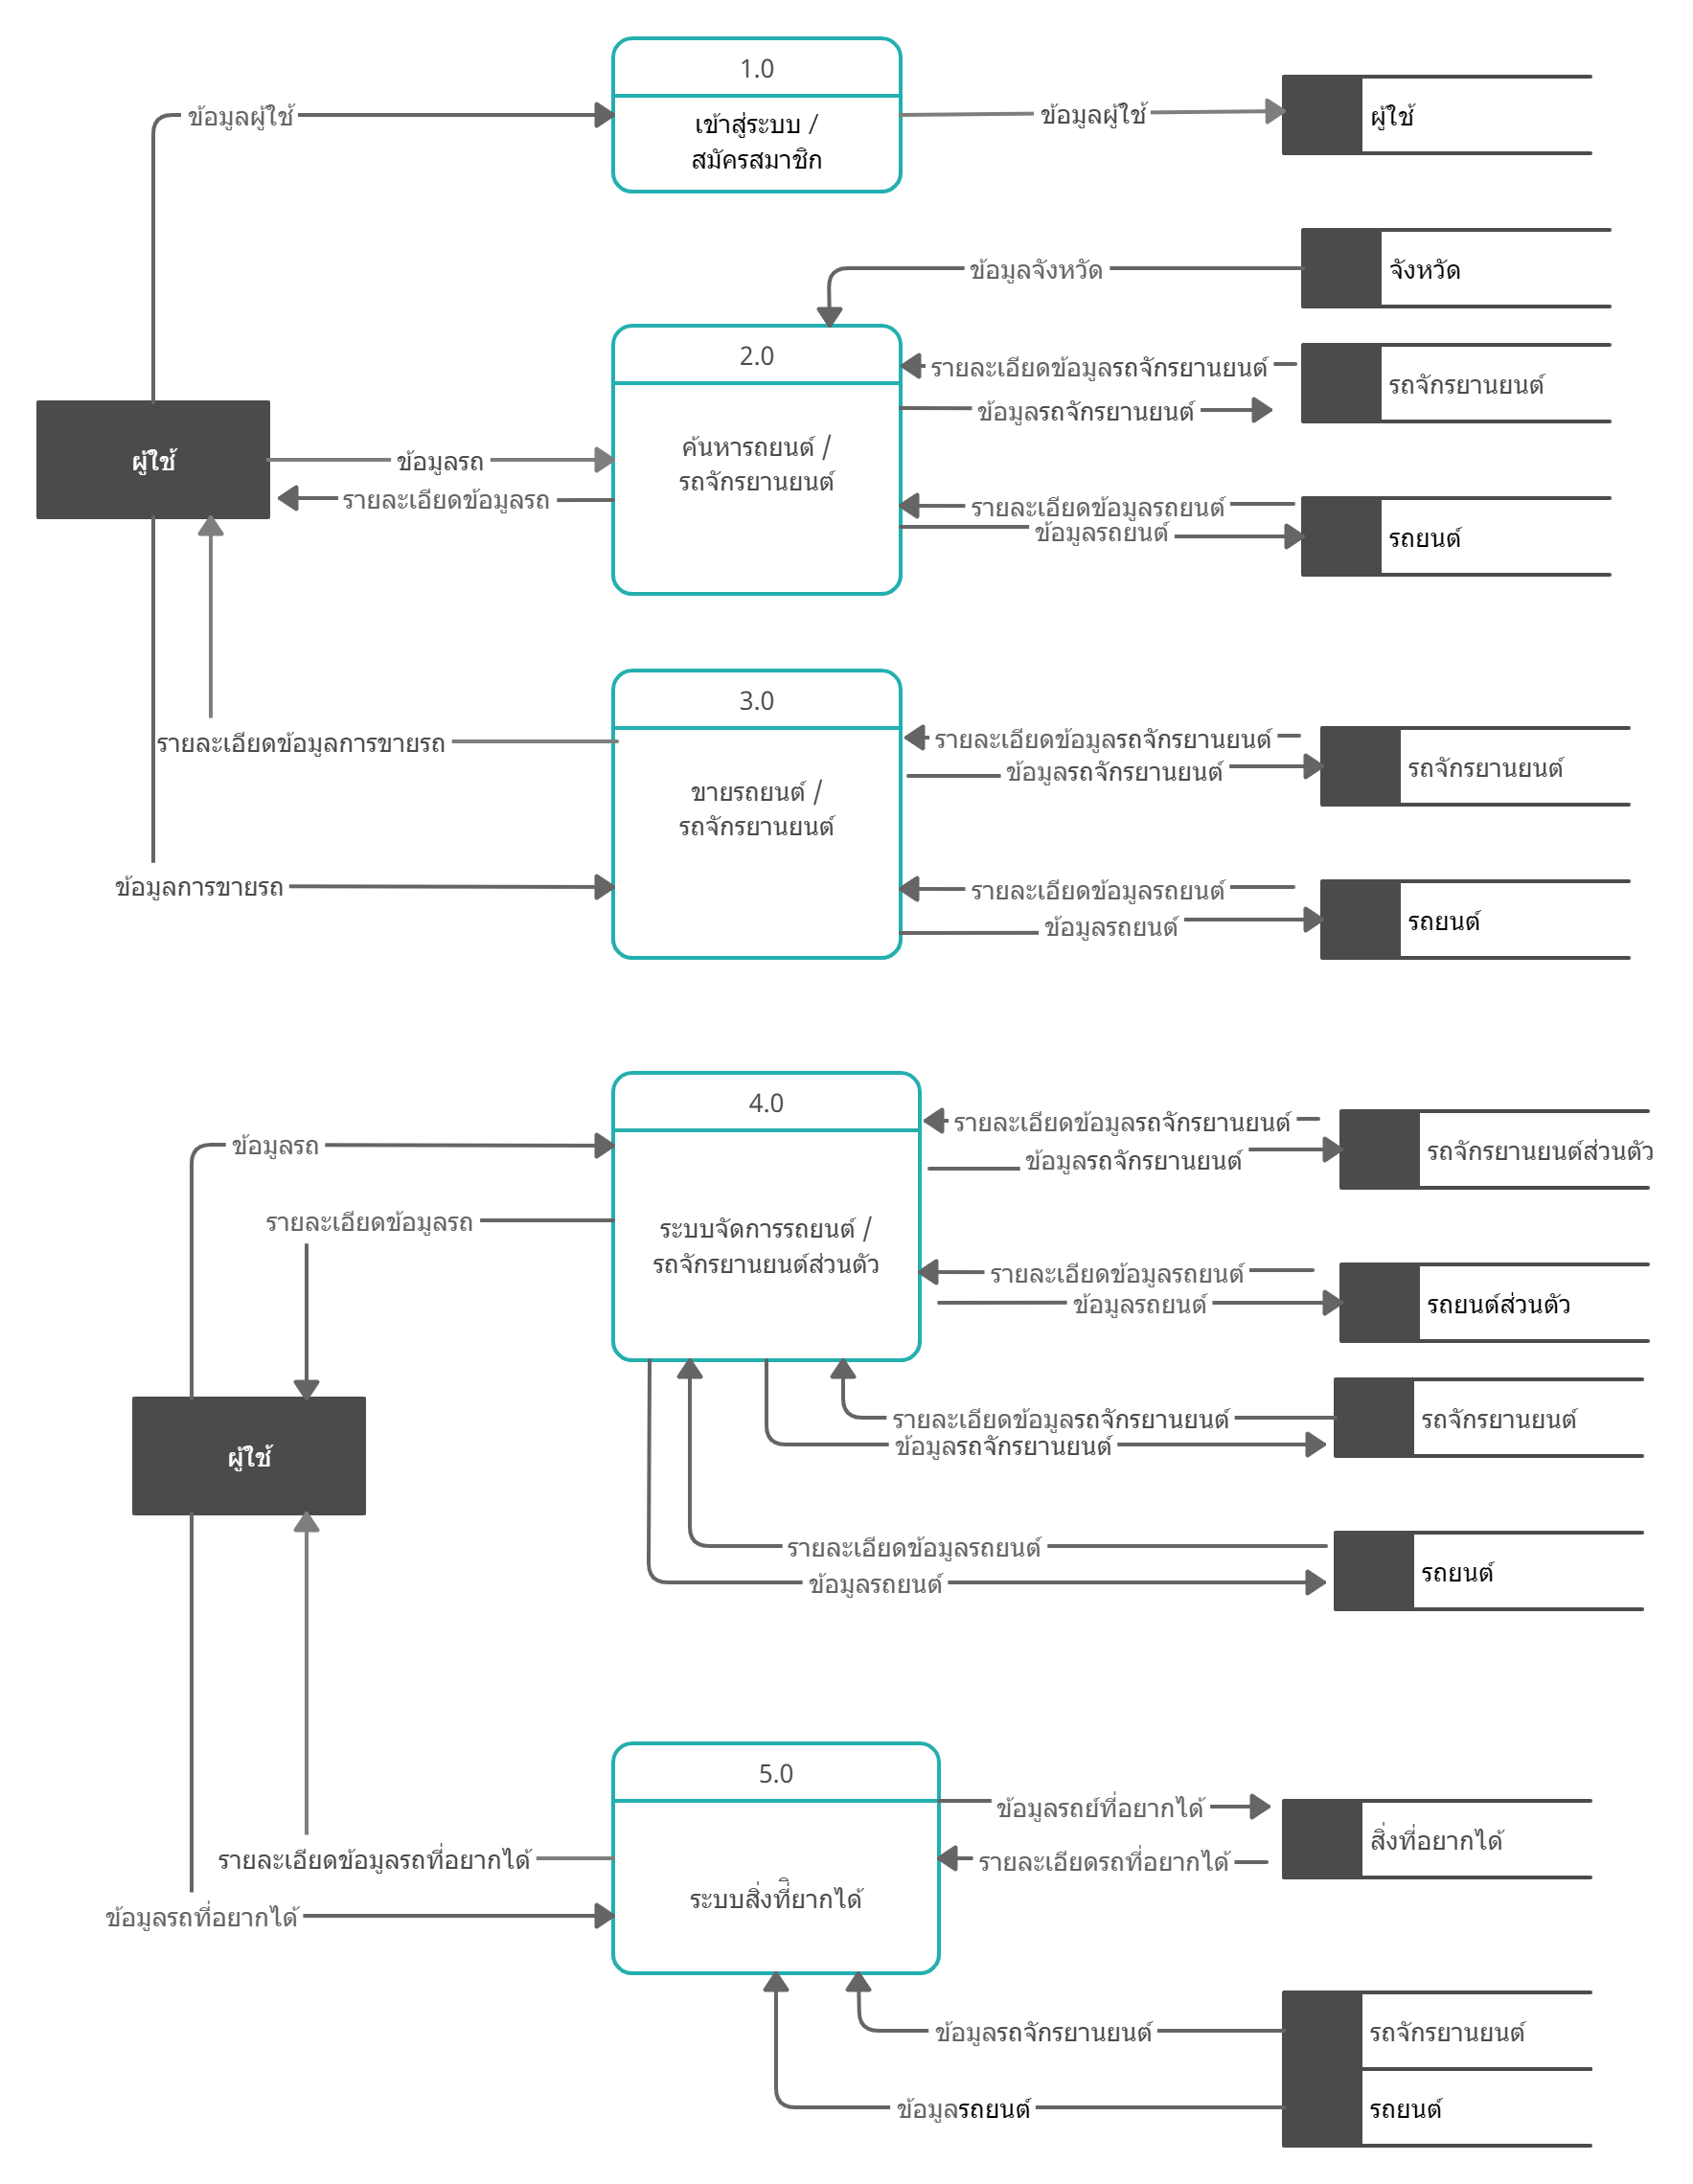 1.0
ข้อมูลผู้ใช้
เข้าสู่ระบบ /
สมัครสมาชิก
ข้อมูลผู้ใช้
ผู้ใช้
ข้อมูลจังหวัด
จังหวัด
2.0
รายละเอียดข้อมูลรถจักรยานยนต์
รถจักรยานยนต์
ข้อมูลรถจักรยานยนต์
ผู้ใช้
ข้อมูลรถ
ค้นหารถยนต์ /
รถจักรยานยนต์
รายละเอียดข้อมูลรถ
รายละเอียดข้อมูลรถยนต์
ข้อมูลรถยนต์
รถยนต์
3.0
รายละเอียดข้อมูลการขายรถ
รายละเอียดข้อมูลรถจักรยานยนต์
ข้อมูลรถจักรยานยนต์
รถจักรยานยนต์
ขายรถยนต์ /
รถจักรยานยนต์
ข้อมูลการขายรถ
รายละเอียดข้อมูลรถยนต์
ข้อมูลรถยนต์
รถยนต์
4.0
ข้อมูลรถ
รายละเอียดข้อมูลรถจักรยานยนต์
ข้อมูลรถจักรยานยนต์
รถจักรยานยนต์ส่วนตัว
รายละเอียดข้อมูลรถ
ระบบจัดการรถยนต์ /
รถจักรยานยนต์ส่วนตัว
รายละเอียดข้อมูลรถยนต์
ข้อมูลรถยนต์
รถยนต์ส่วนตัว
รายละเอียดข้อมูลรถจักรยานยนต์
ข้อมูลรถจักรยานยนต์
รถจักรยานยนต์
ผู้ใช้
รายละเอียดข้อมูลรถยนต์
ข้อมูลรถยนต์
รถยนต์
5.0
ข้อมูลรถย์ที่อยากได้
สิ่งที่อยากได้
รายละเอียดข้อมูลรถที่อยากได้
รายละเอียดรถที่อยากได้
ระบบสิ่งที่ิยากได้
ข้อมูลรถที่อยากได้
ข้อมูลรถจักรยานยนต์
รถจักรยานยนต์
ข้อมูลรถยนต์
รถยนต์